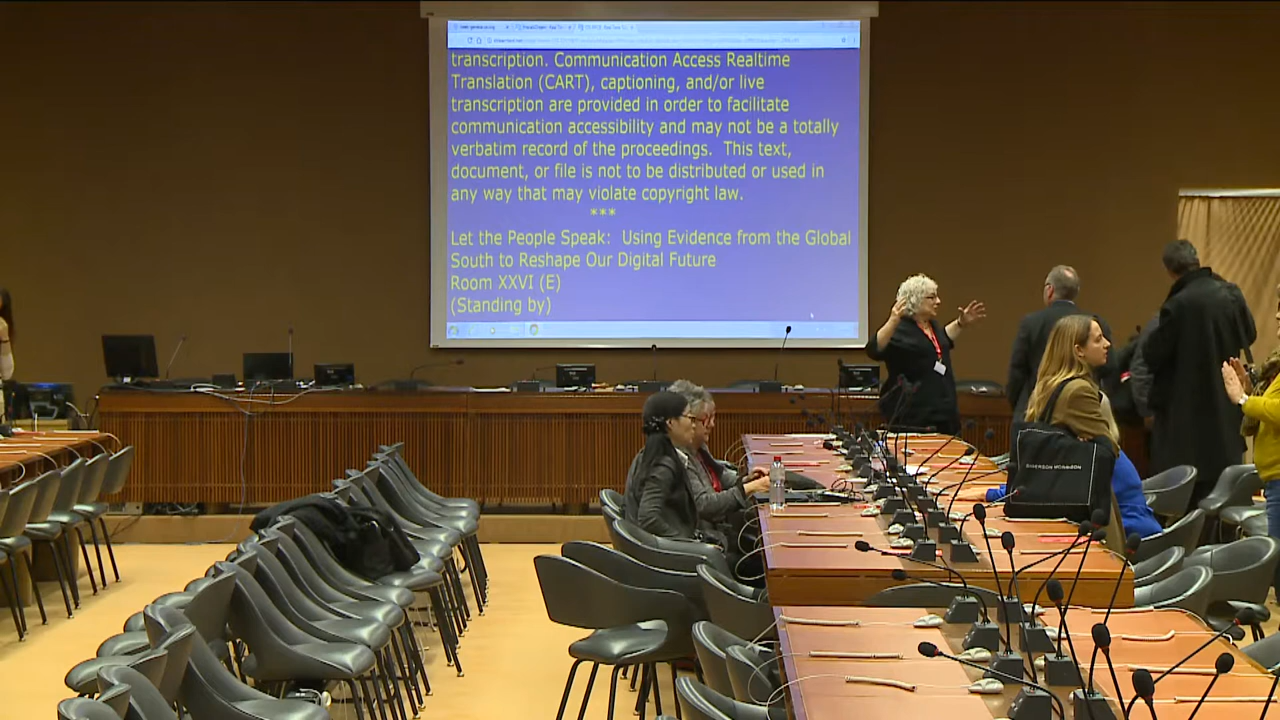 transcription. Communication Access Realtime
Translation (CART), captioning, and/or live
transcription are provided in order to facilitate
communication accessibility and may not be a totally
verbatim record of the proceedings.  This text,
document, or file is not to be distributed or used in
any way that may violate copyright law.
***
Let the People Speak:  Using Evidence from the Global
South to Reshape Our Digital Future
Room XXVI (E)
(Standing by)